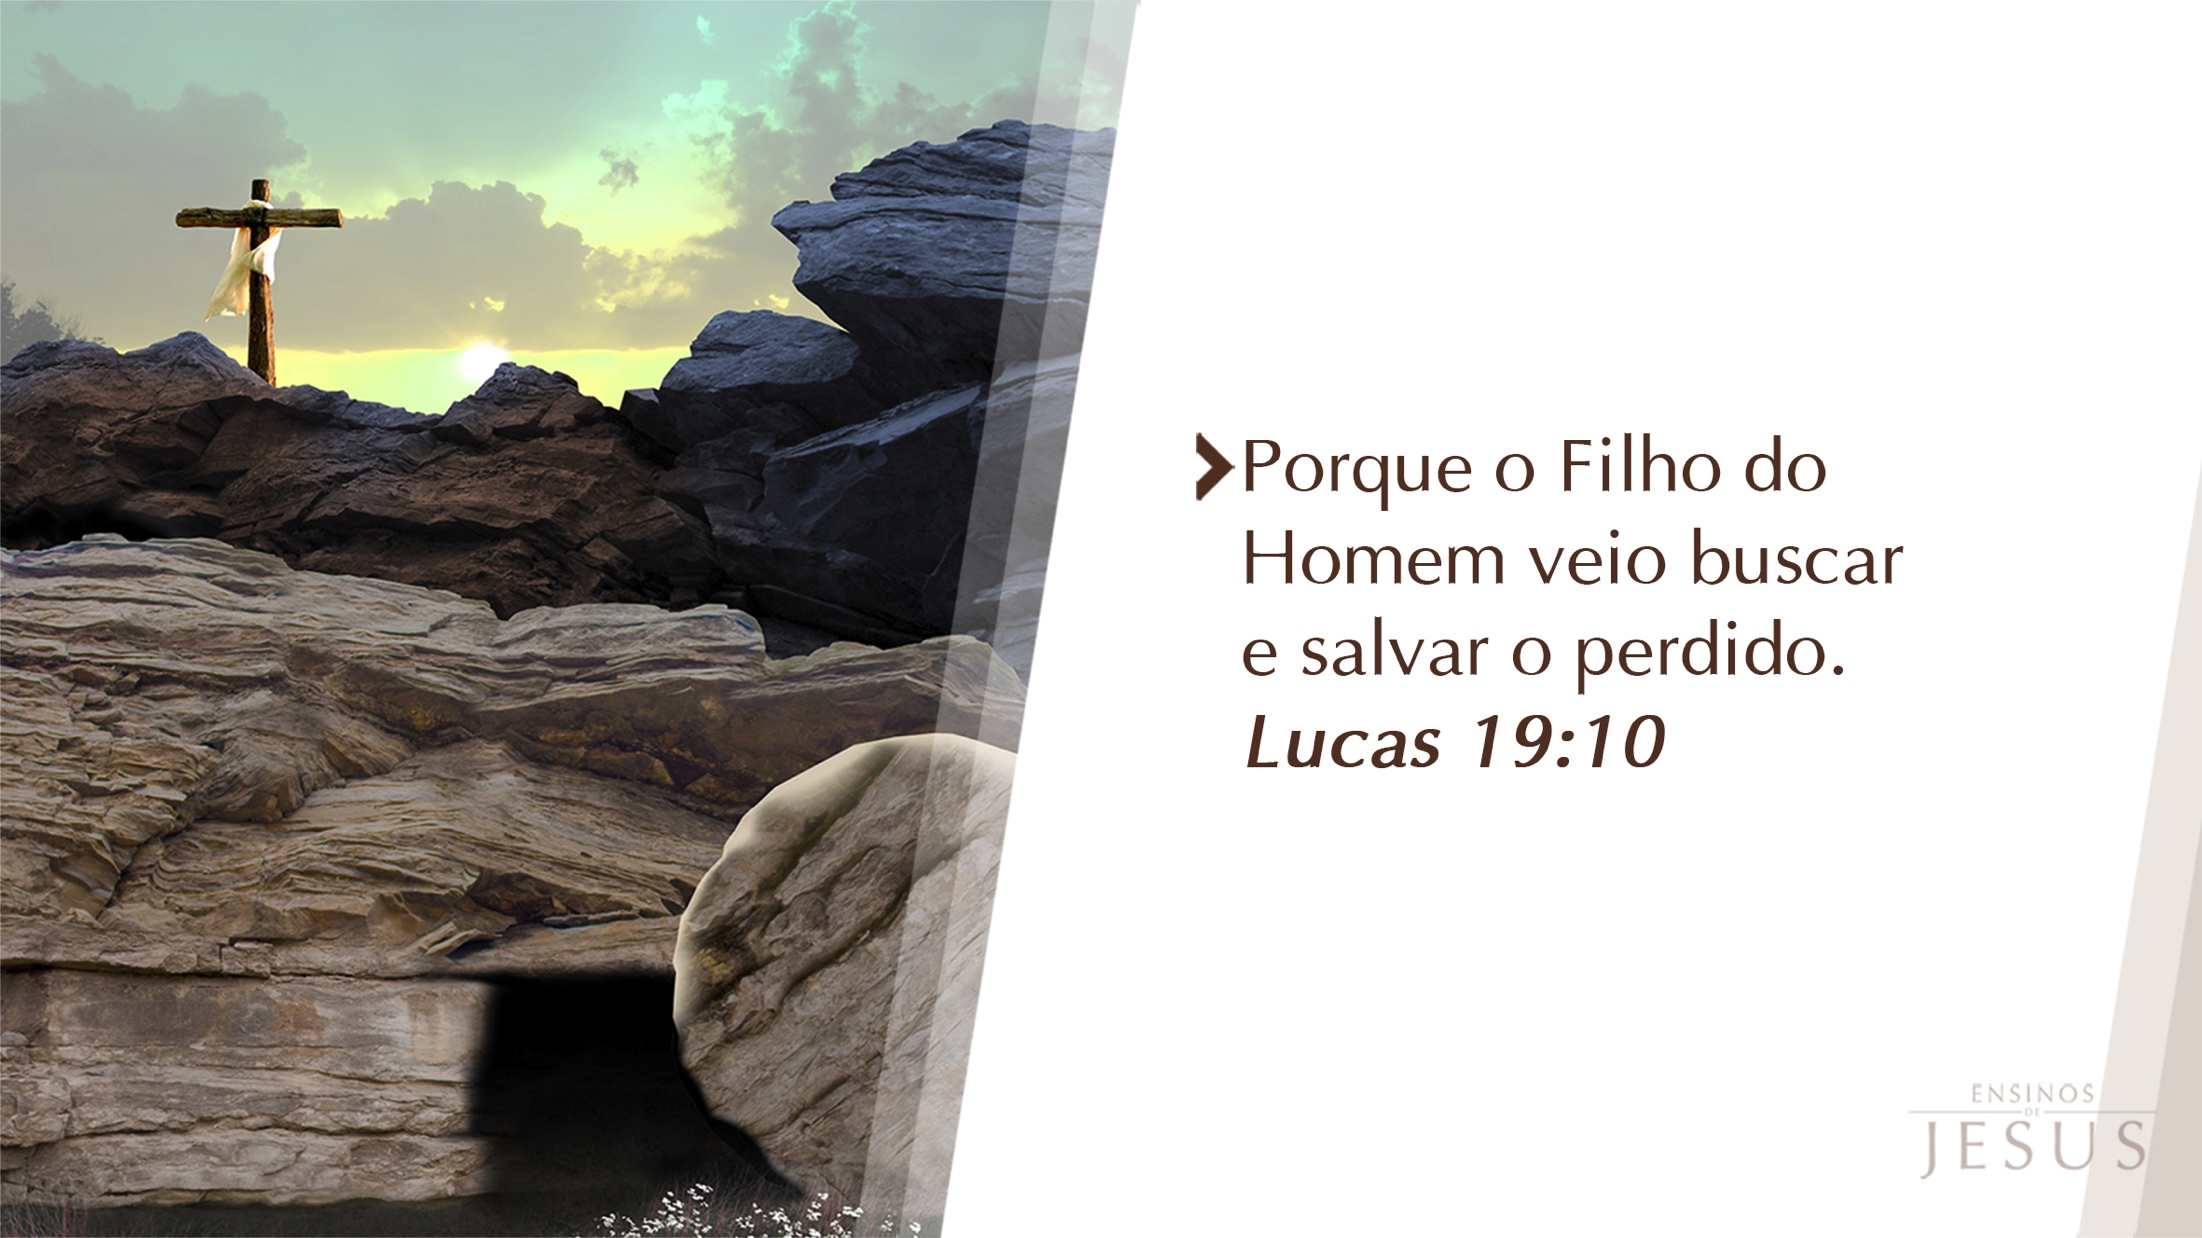 Porque o Filho do
Homem veio buscar
e salvar o perdido.
Lucas 19:10
ENSINOS
DE
JESUS